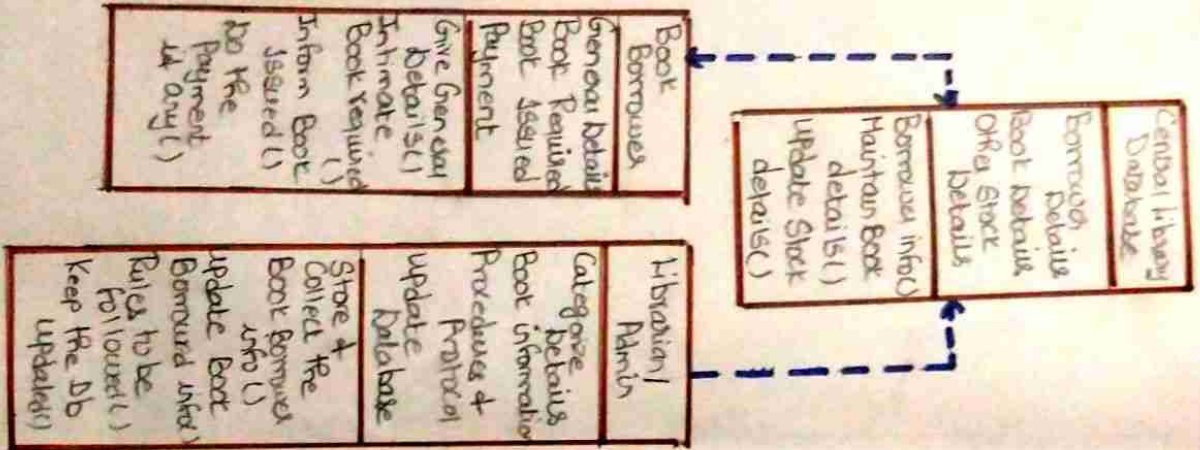 Central Library
Database
Borrower
Details
Book Details
Other Stock
Details
Borrower info()
Maintain Book
details()
Update Stock
details()
Book
Borrower
General Details
Book Required
Book Issued
Payment
Give General
Details()
Intimate
Book required
()
Inform Book
Issued()
Do the
Payment
if any()
Librarian/
Admin
Categorize
Details
Book information
Procedures &
Protocol
Update
Database
Store &
Collect the
Book Borrower
info()
Update Book
Borrowed info()
Rules to be
followed()
Keep the Db
updated()